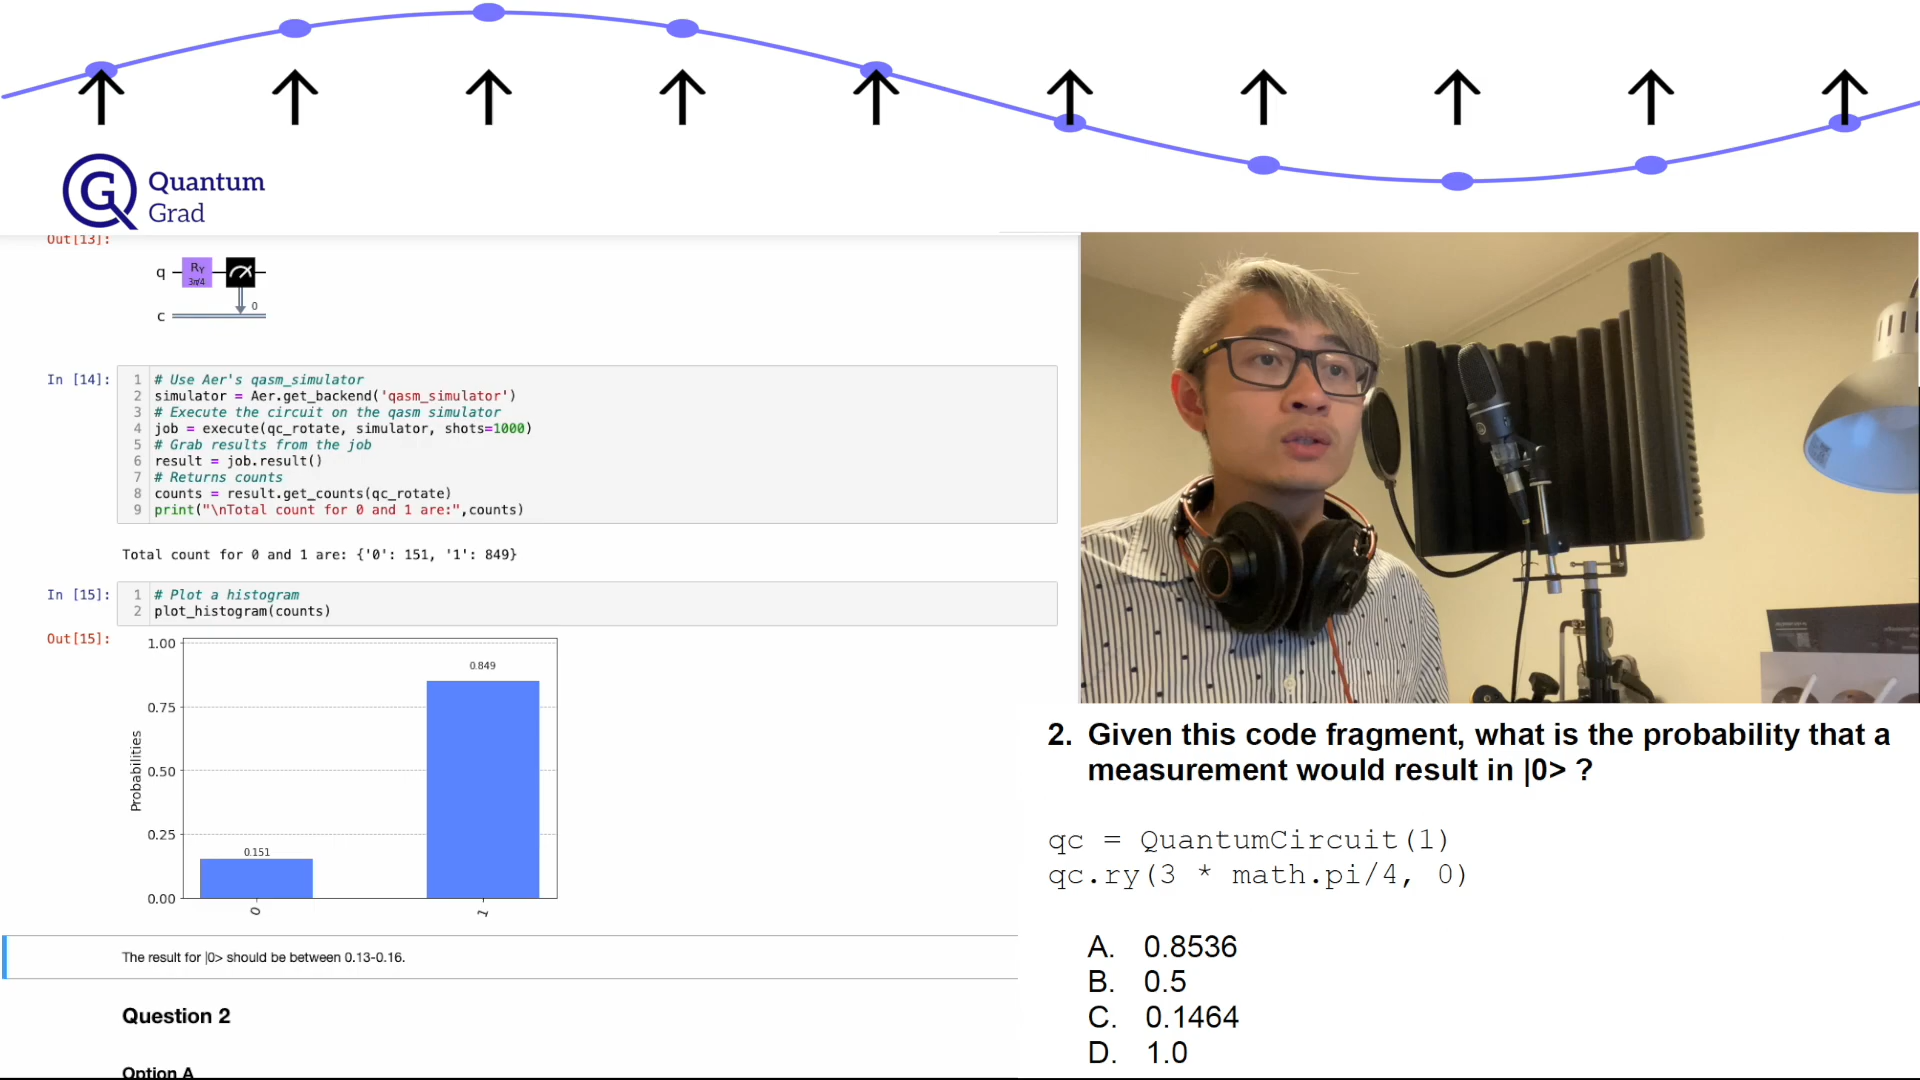 Quantum
Grad
Out[13]:
q
RY
3π/4
0
c
In [14]:
1 # Use Aer's qasm_simulator
2 simulator = Aer.get_backend('qasm_simulator')
3 # Execute the circuit on the qasm simulator
4 job = execute(qc_rotate, simulator, shots=1000)
5 # Grab results from the job
6 result = job.result()
7 # Returns counts
8 counts = result.get_counts(qc_rotate)
9 print("\nTotal count for 0 and 1 are:",counts)
Total count for 0 and 1 are: {'0': 151, '1': 849}
In [15]:
1 # Plot a histogram
2 plot_histogram(counts)
Out[15]:
1.00
0.849
0.75
Probabilities
0.50
0.25
0.151
0.00
0
1
The result for |0> should be between 0.13-0.16.
Question 2
Option A
2. Given this code fragment, what is the probability that a
measurement would result in |0> ?
qc = QuantumCircuit(1)
qc.ry(3 * math.pi/4, 0)
A. 0.8536
B. 0.5
C. 0.1464
D. 1.0